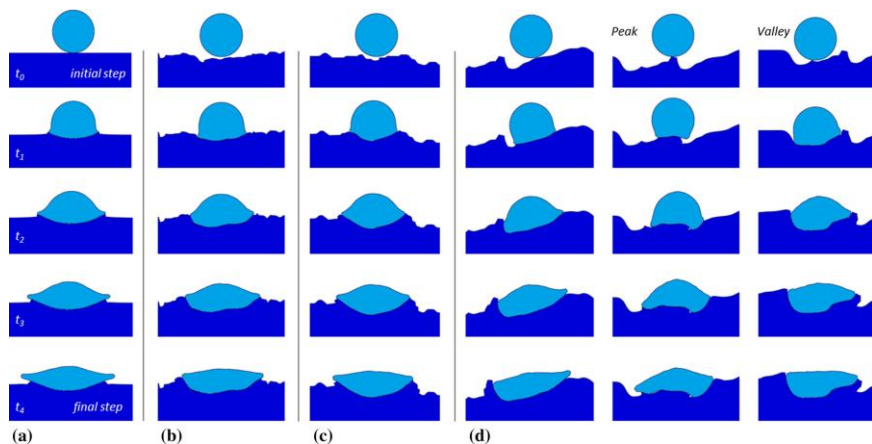 Peak
Valley
t0
initial step
t1
t2
t3
t4
final step
(a)
(b)
(c)
(d)